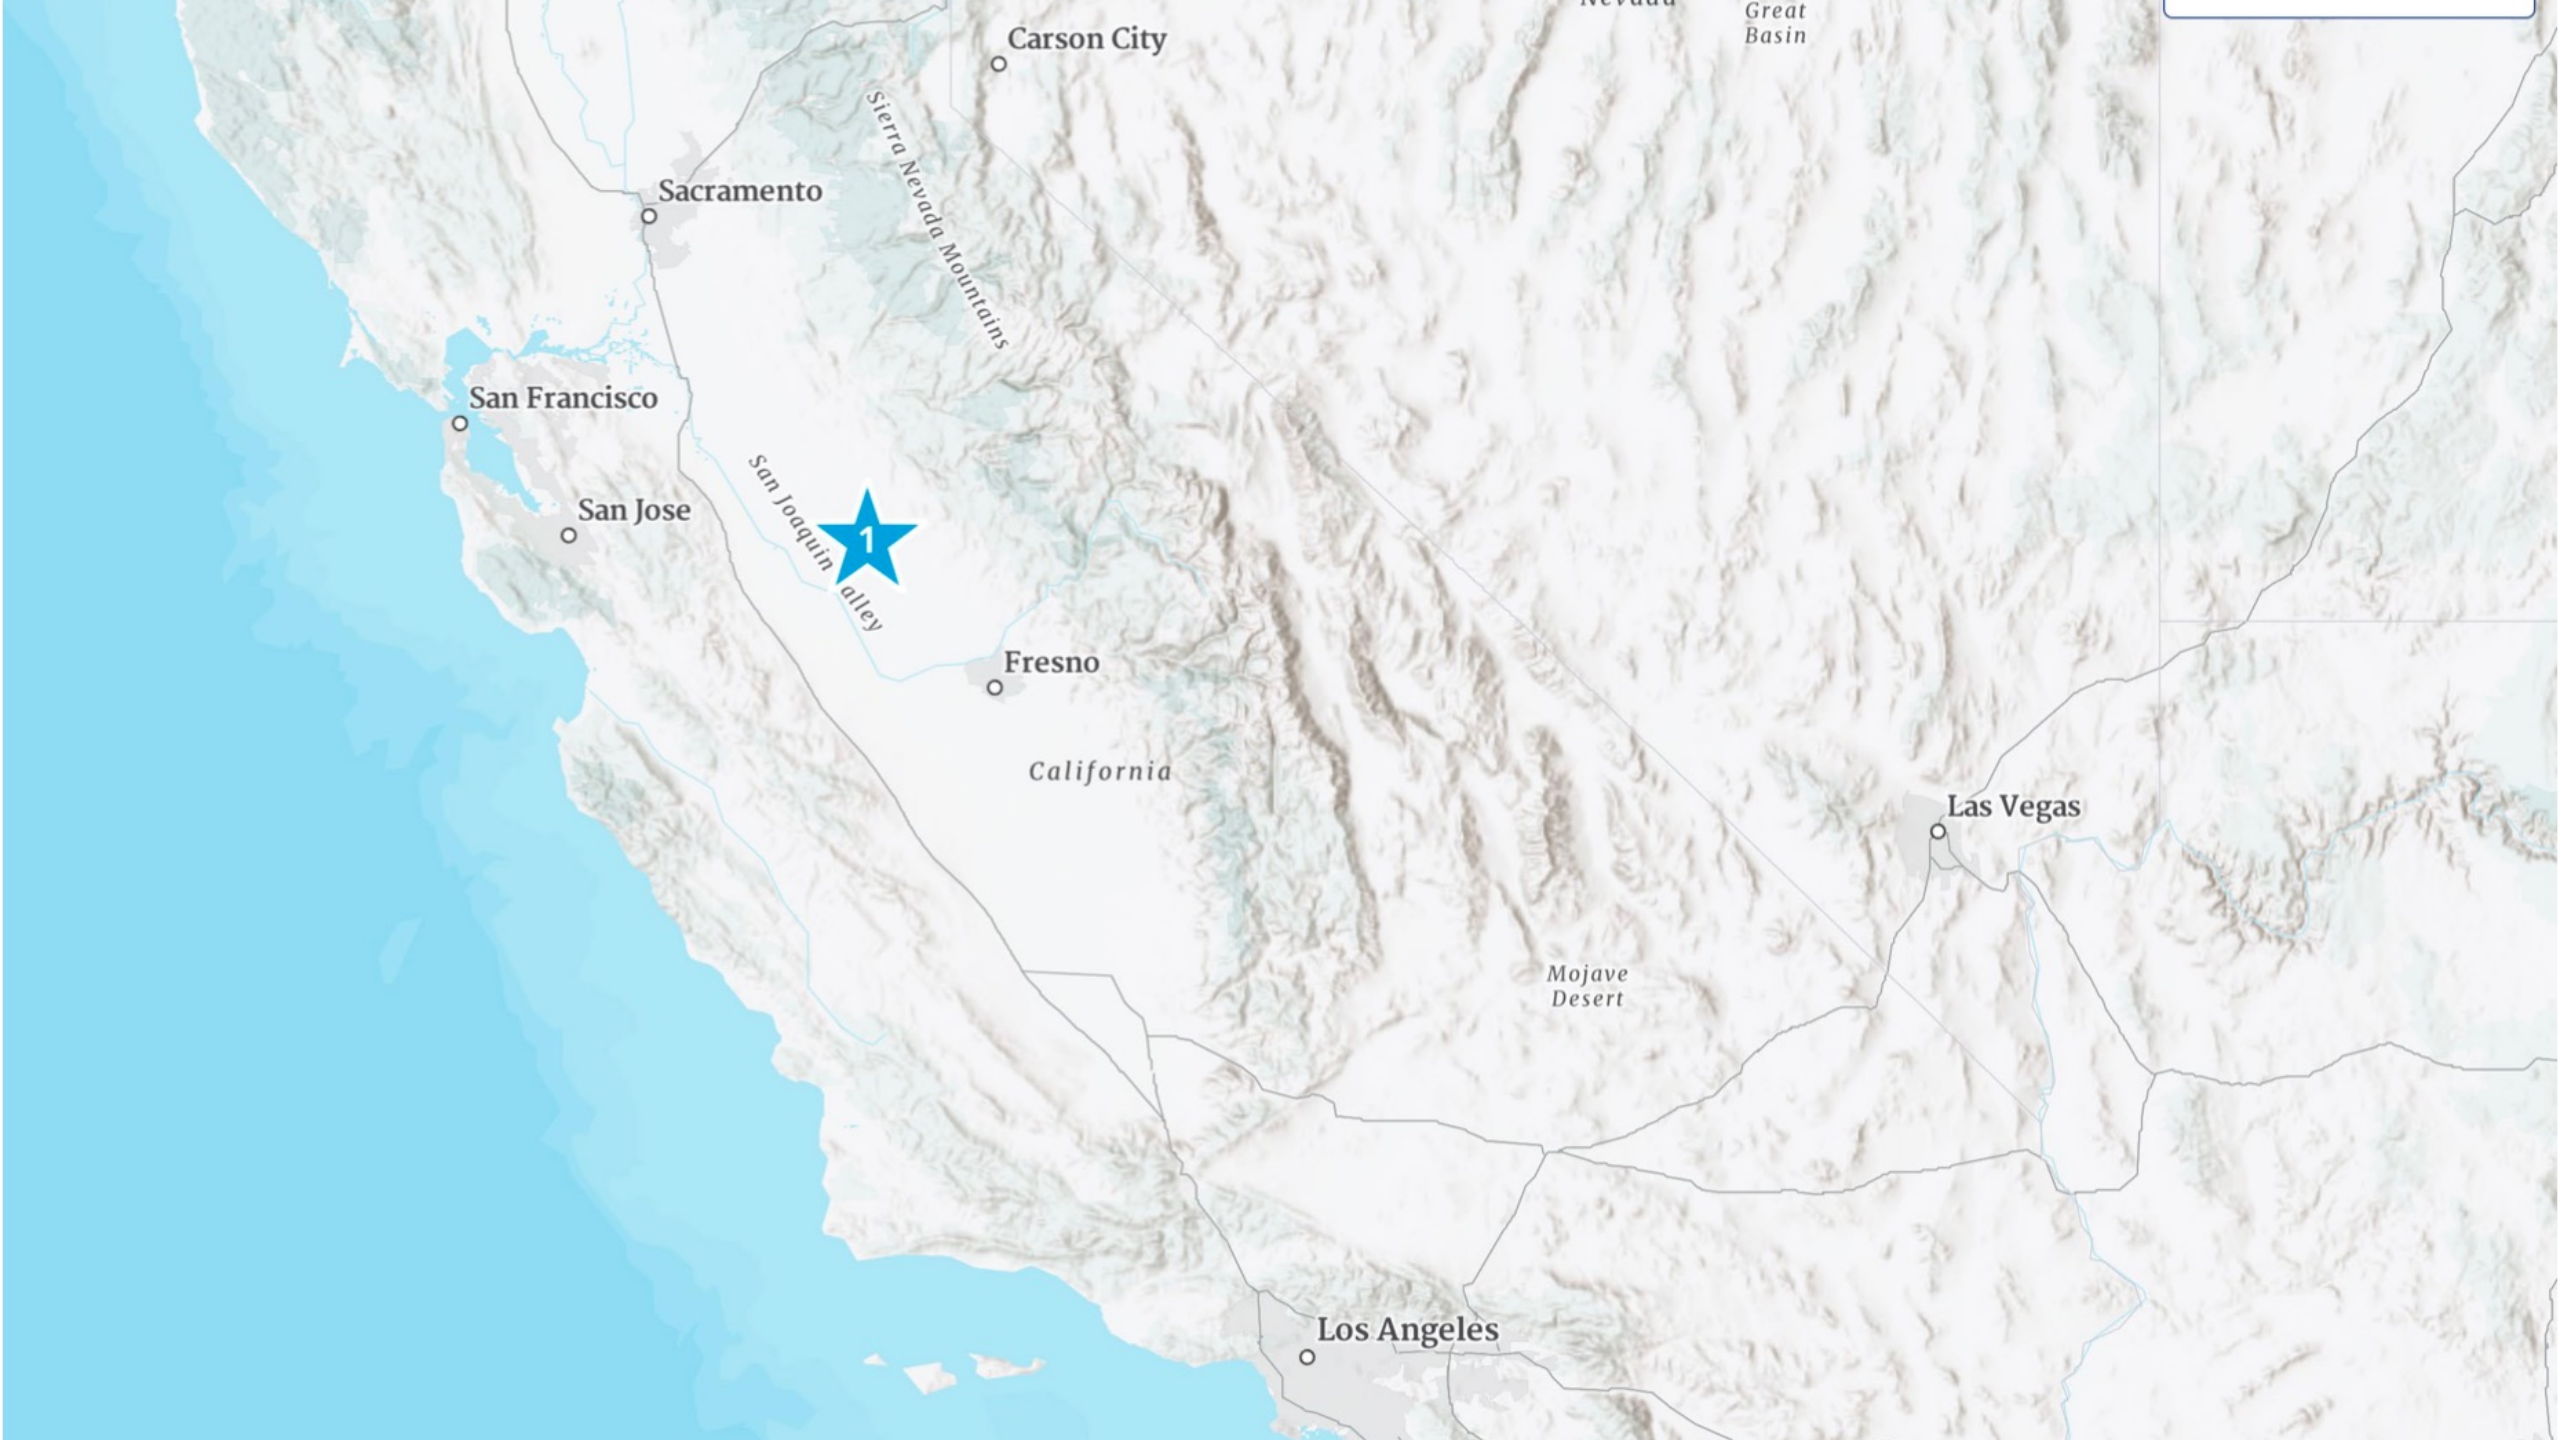 Nevada
Great
Basin
Carson City
Sierra Nevada Mountains
Sacramento
San Francisco
San Joaquin
alley
1
San Jose
Fresno
California
Las Vegas
Mojave
Desert
Los Angeles